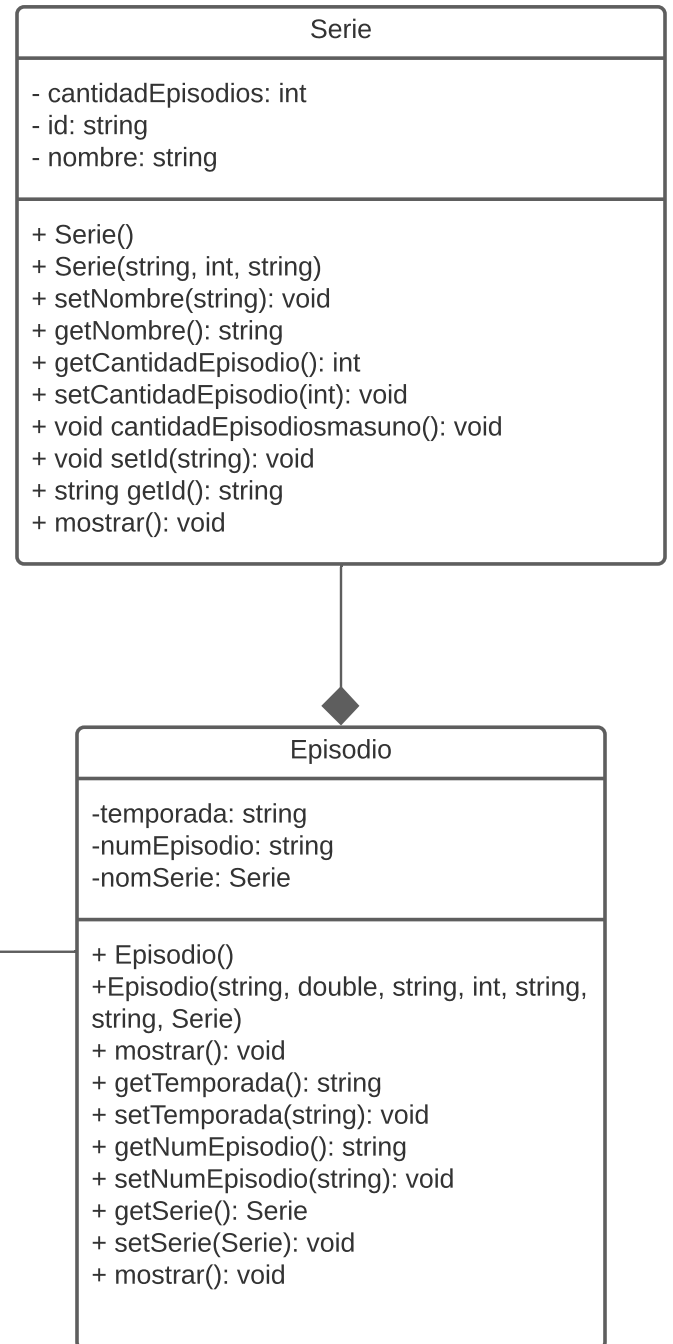 Serie
- cantidadEpisodios: int
- id: string
- nombre: string
+ Serie()
+ Serie(string, int, string)
+ setNombre(string): void
+ getNombre(): string
+ getCantidadEpisodio(): int
+ setCantidadEpisodio(int): void
+ void cantidadEpisodiosmasuno(): void
+ void setId(string): void
+ string getId(): string
+ mostrar(): void
Episodio
-temporada: string
-numEpisodio: string
-nomSerie: Serie
+ Episodio()
+Episodio(string, double, string, int, string,
string, Serie)
+ mostrar(): void
+ getTemporada(): string
+ setTemporada(string): void
+ getNumEpisodio(): string
+ setNumEpisodio(string): void
+ getSerie(): Serie
+ setSerie(Serie): void
+ mostrar(): void